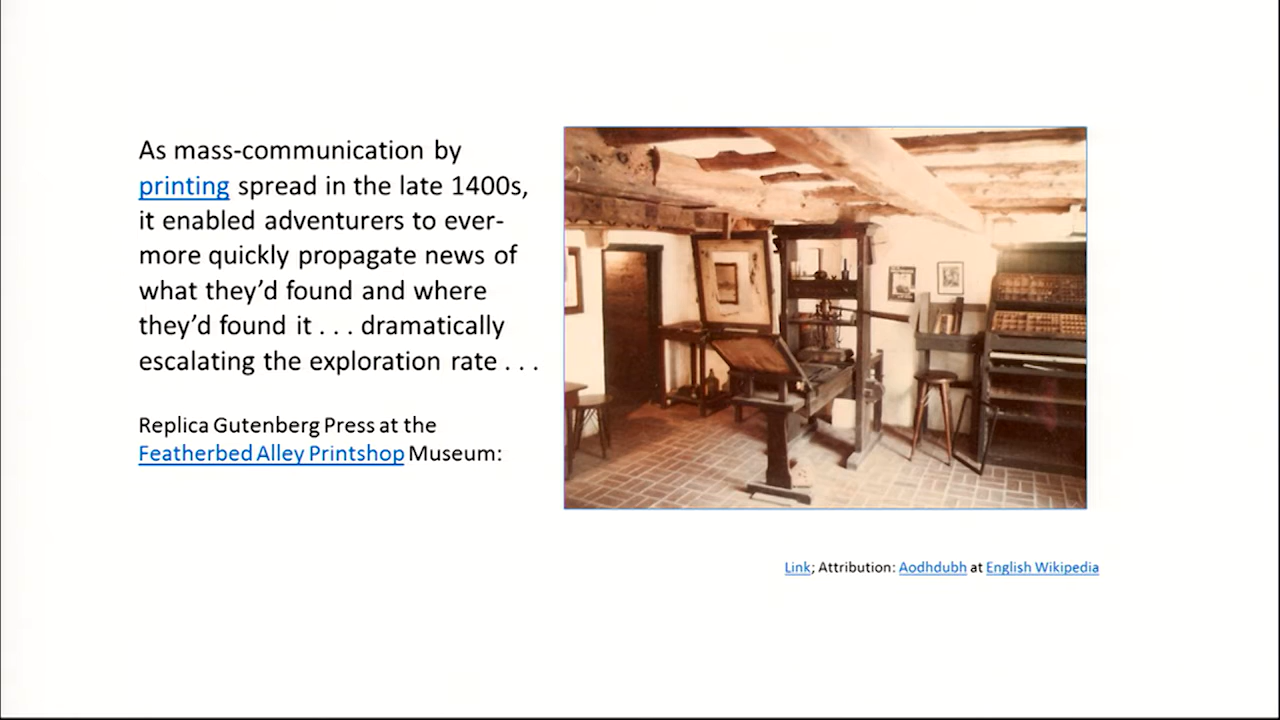 As mass-communication by
printing spread in the late 1400s,
it enabled adventurers to ever-
more quickly propagate news of
what they’d found and where
they’d found it . . . dramatically
escalating the exploration rate . . .
Replica Gutenberg Press at the
Featherbed Alley Printshop Museum:
Link; Attribution: Aodhdubh at English Wikipedia